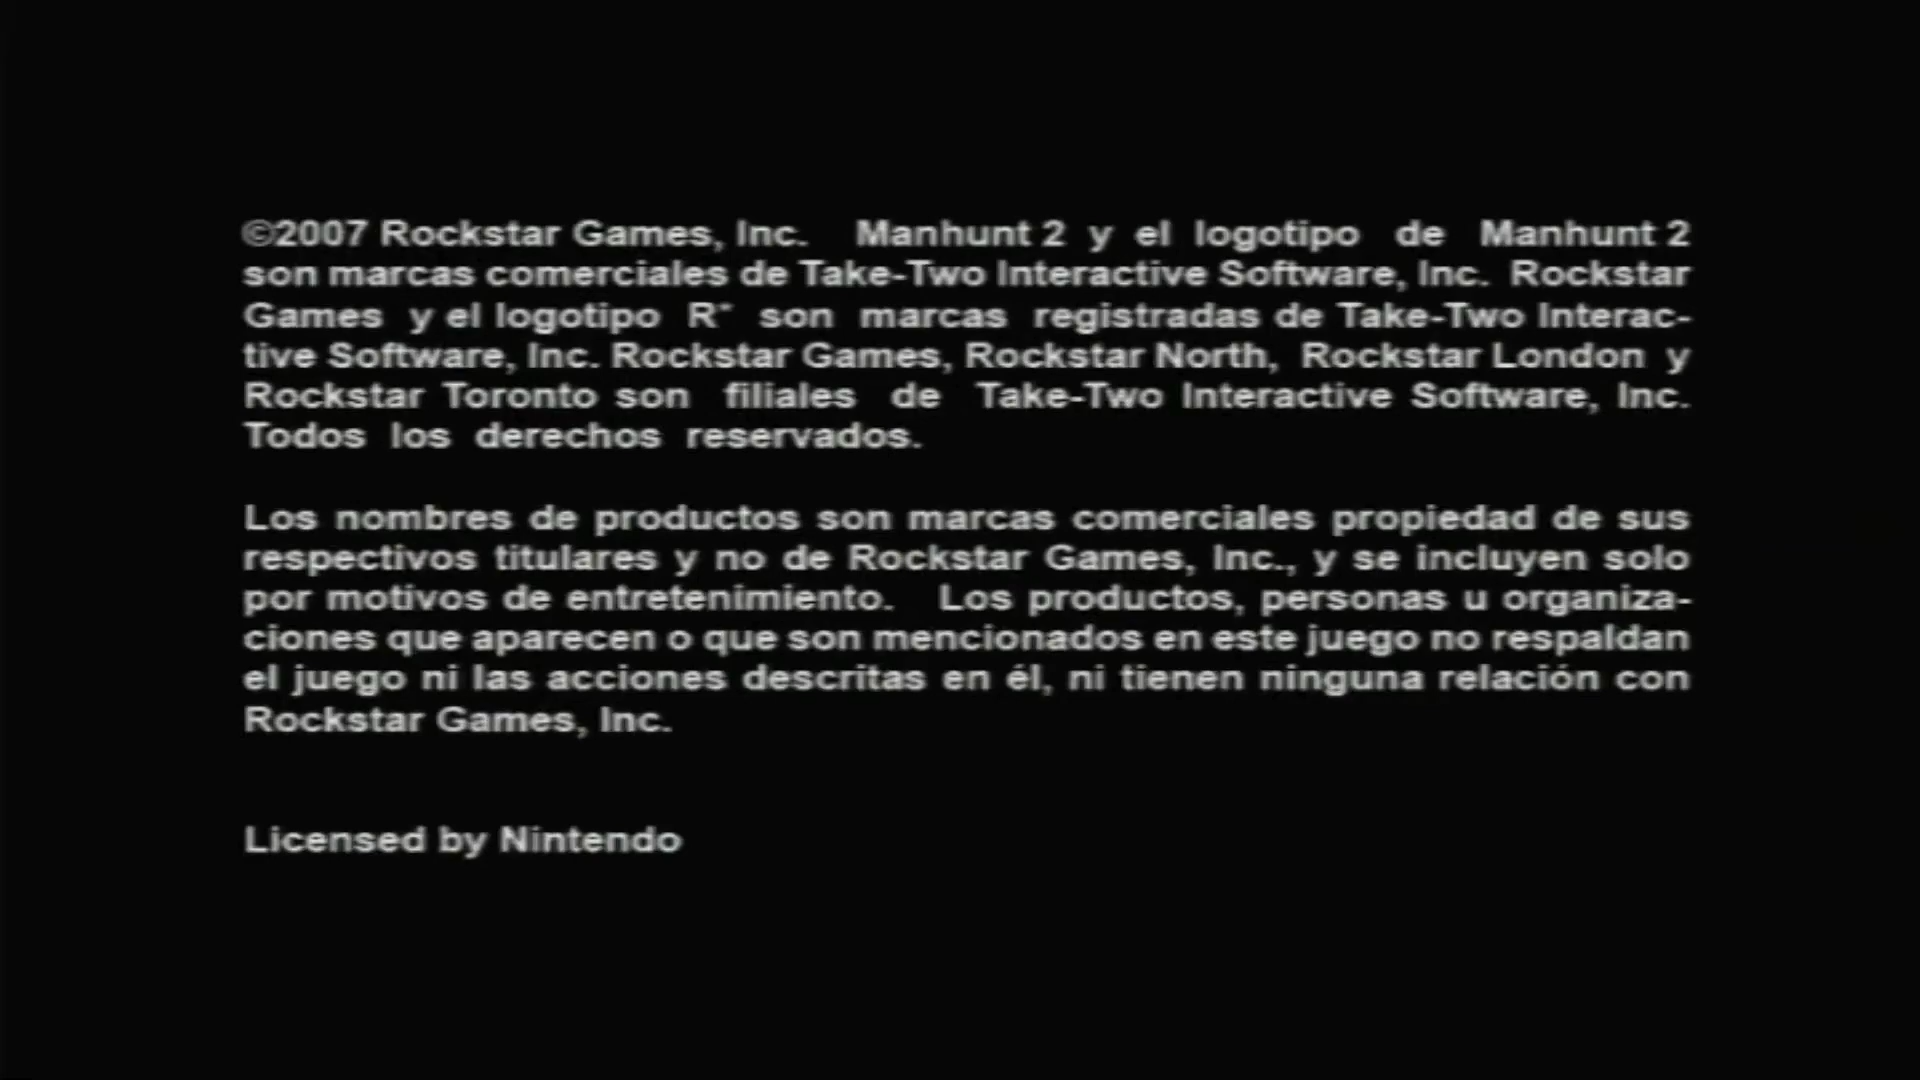 ©2007 Rockstar Games, Inc. Manhunt 2 y el logotipo de Manhunt 2
son marcas comerciales de Take-Two Interactive Software, Inc. Rockstar
Games y el logotipo R* son marcas registradas de Take-Two Interac-
tive Software, Inc. Rockstar Games, Rockstar North, Rockstar London y
Rockstar Toronto son filiales de Take-Two Interactive Software, Inc.
Todos los derechos reservados.
Los nombres de productos son marcas comerciales propiedad de sus
respectivos titulares y no de Rockstar Games, Inc., y se incluyen solo
por motivos de entretenimiento. Los productos, personas u organiza-
ciones que aparecen o que son mencionados en este juego no respaldan
el juego ni las acciones descritas en él, ni tienen ninguna relación con
Rockstar Games, Inc.
Licensed by Nintendo